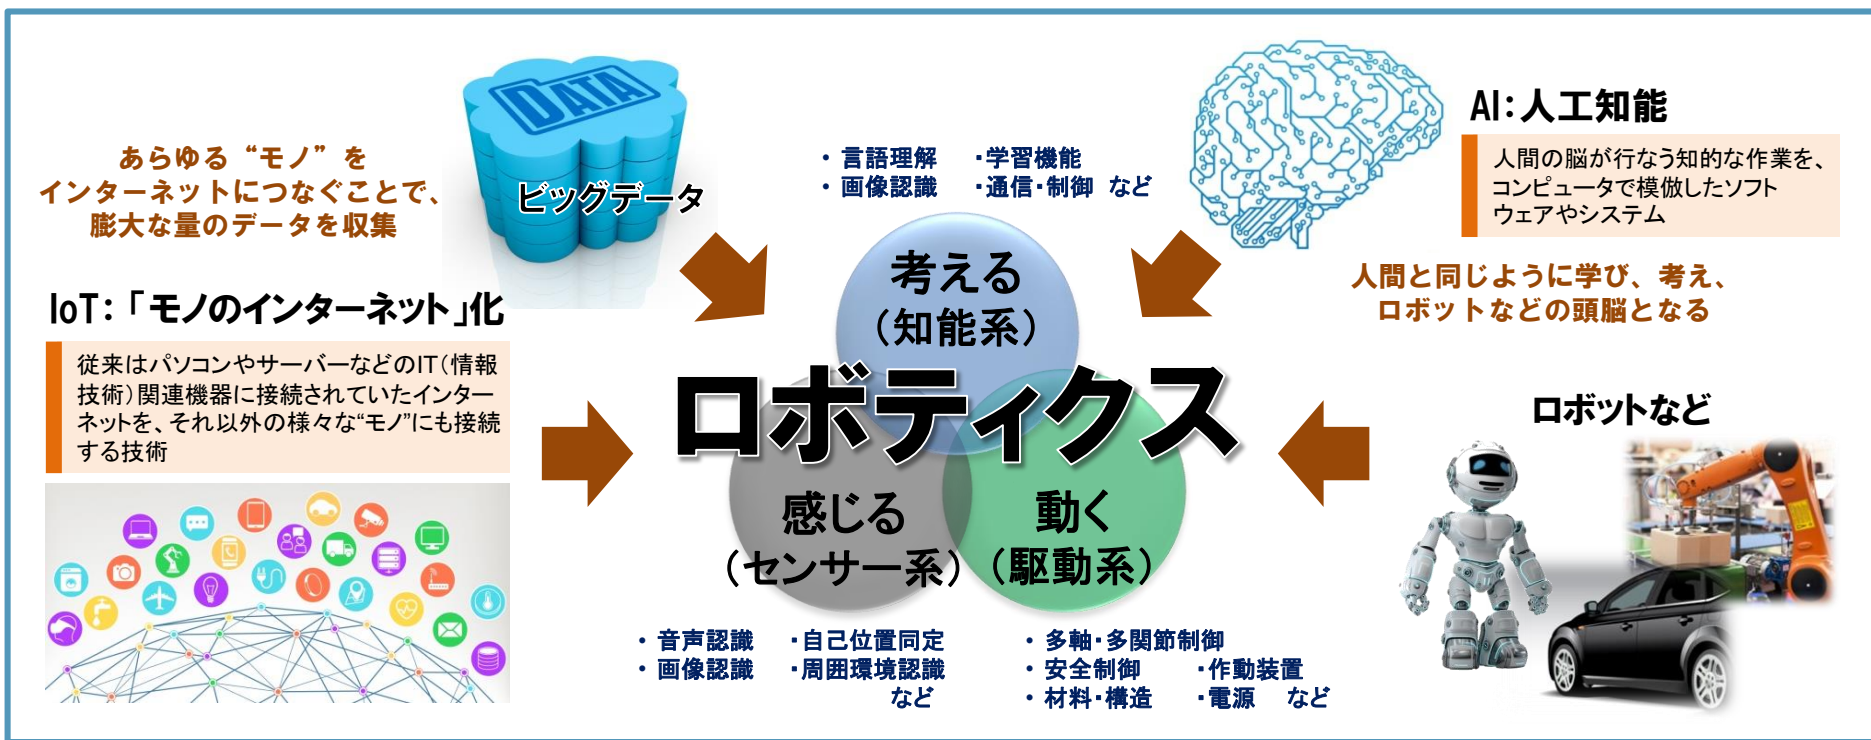 あらゆる“モノ”を
インターネットにつなぐことで、
膨大な量のデータを収集
DATA
ビッグデータ
IoT：「モノのインターネット」化
従来はパソコンやサーバーなどのIT（情報
技術）関連機器に接続されていたインター
ネットを、それ以外の様々な“モノ”にも接続
する技術
・言語理解　・学習機能
・画像認識　・通信・制御 など
AI：人工知能
人間の脳が行なう知的な作業を、
コンピュータで模倣したソフト
ウェアやシステム
人間と同じように学び、考え、
ロボットなどの頭脳となる
考える
（知能系）
ロボティクス
感じる
（センサー系）
動く
（駆動系）
・音声認識　・自己位置同定
・画像認識　・周囲環境認識
など
・多軸・多関節制御
・安全制御　・作動装置
・材料・構造　・電源　など
ロボットなど